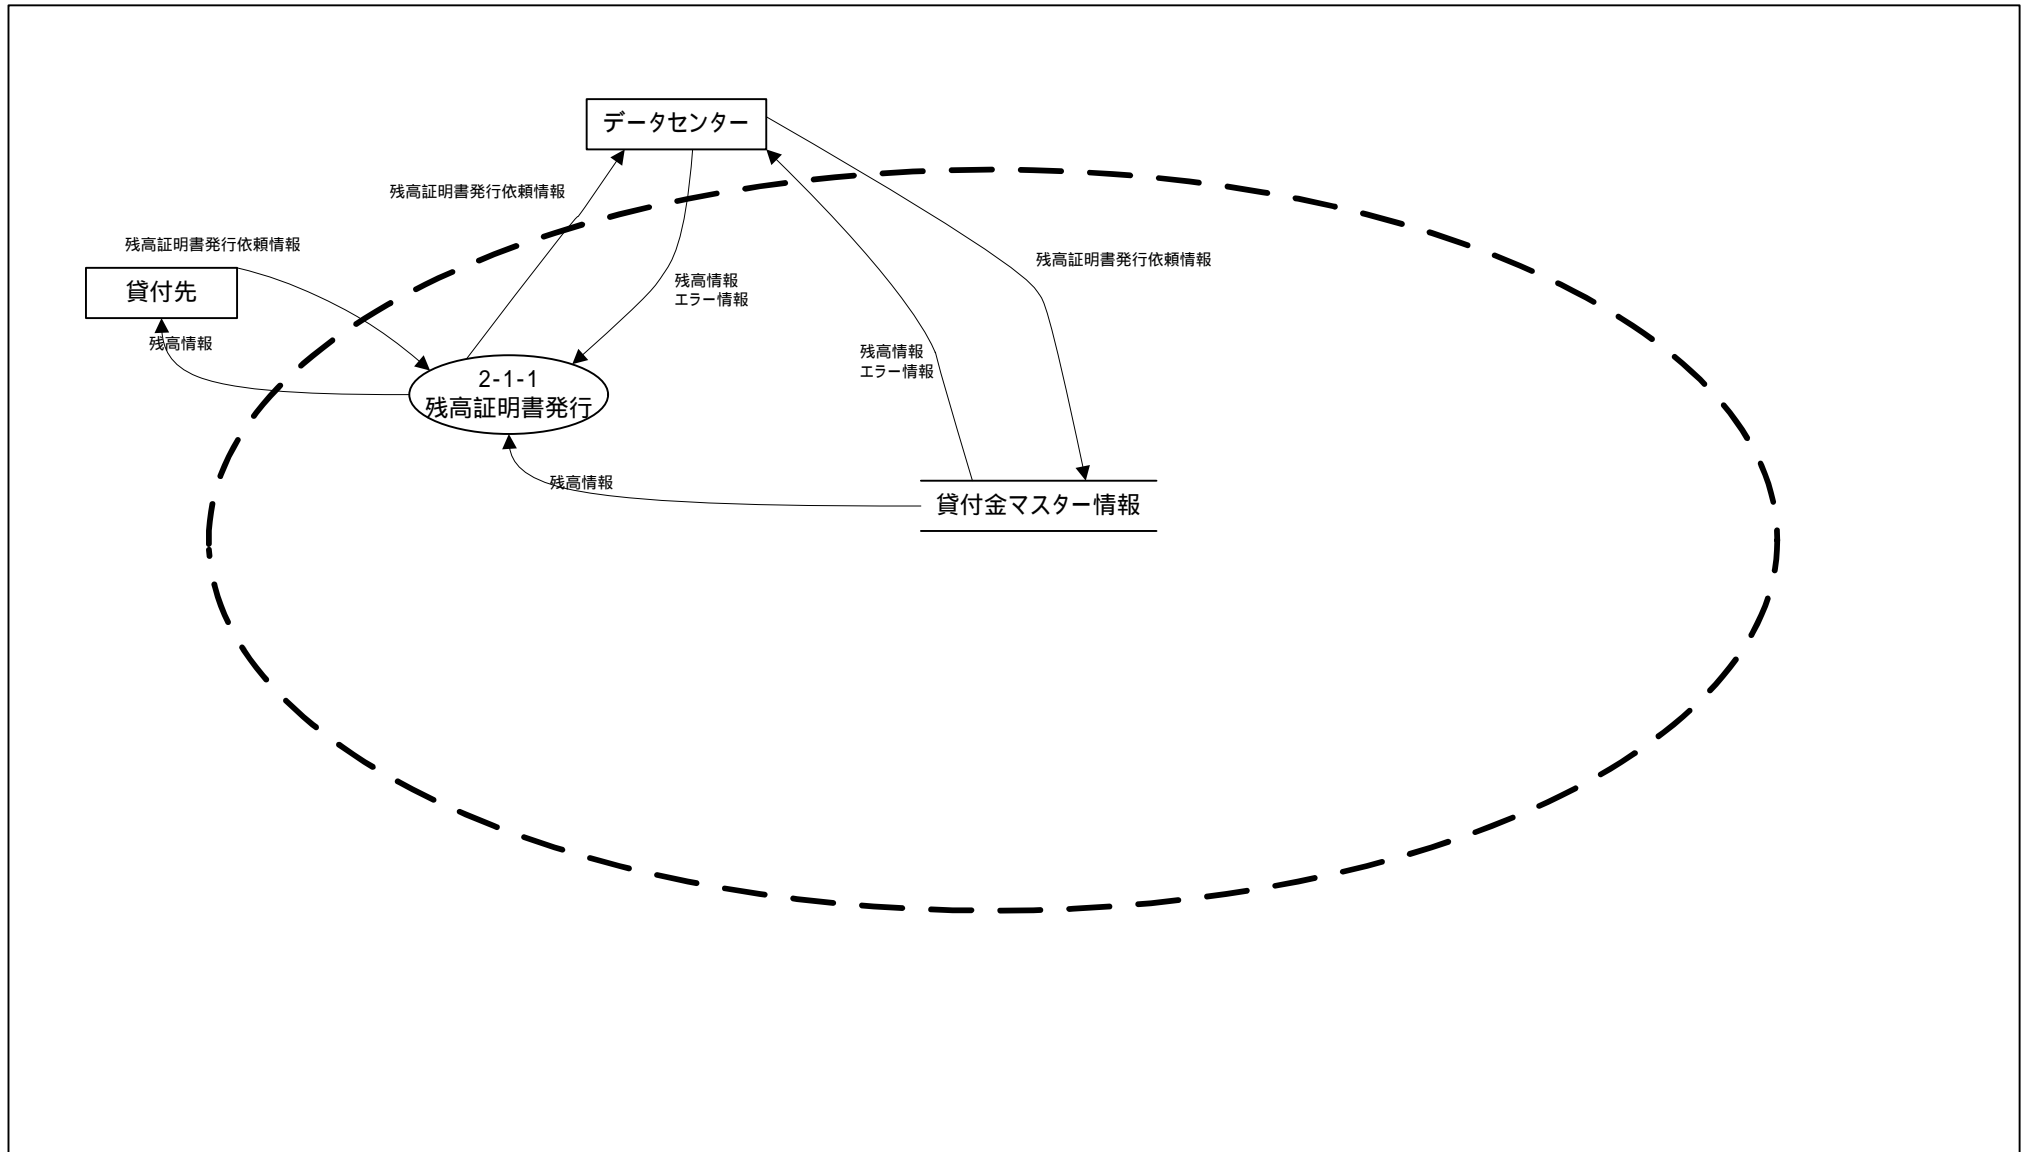 データセンター
残高証明書発行依頼情報
残高証明書発行依頼情報
残高証明書発行依頼情報
貸付先
残高情報
エラー情報
残高情報
残高情報
エラー情報
2-1-1
残高証明書発行
残高情報
貸付金マスター情報